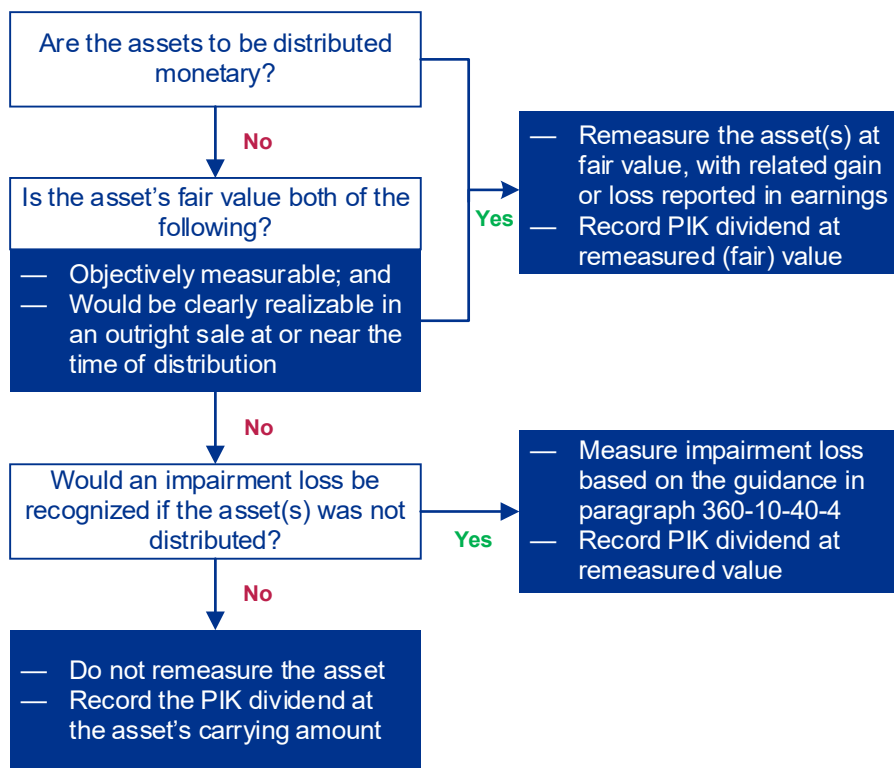 Are the assets to be distributed
monetary?
No
Is the asset's fair value both of the
following?
— Objectively measurable; and
— Would be clearly realizable in
an outright sale at or near the
time of distribution
Yes
— Remeasure the asset(s) at
fair value, with related gain
or loss reported in earnings
— Record PIK dividend at
remeasured (fair) value
No
Would an impairment loss be
recognized if the asset(s) was not
distributed?
Yes
— Measure impairment loss
based on the guidance in
paragraph 360-10-40-4
— Record PIK dividend at
remeasured value
No
— Do not remeasure the asset
— Record the PIK dividend at
the asset's carrying amount